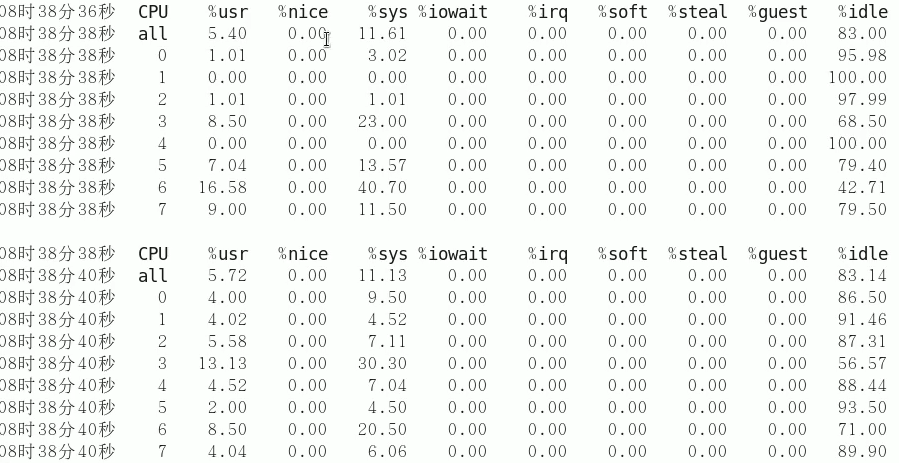 08时38分36秒 CPU %usr %nice %sys %iowait %irq %soft %steal %guest %idle
08时38分38秒 all 5.40 0.00 11.61 0.00 0.00 0.00 0.00 0.00 83.00
08时38分38秒 0 1.01 0.00 3.02 0.00 0.00 0.00 0.00 0.00 95.98
08时38分38秒 1 0.00 0.00 0.00 0.00 0.00 0.00 0.00 0.00 100.00
08时38分38秒 2 1.01 0.00 1.01 0.00 0.00 0.00 0.00 0.00 97.99
08时38分38秒 3 8.50 0.00 23.00 0.00 0.00 0.00 0.00 0.00 68.50
08时38分38秒 4 0.00 0.00 0.00 0.00 0.00 0.00 0.00 0.00 100.00
08时38分38秒 5 7.04 0.00 13.57 0.00 0.00 0.00 0.00 0.00 79.40
08时38分38秒 6 16.58 0.00 40.70 0.00 0.00 0.00 0.00 0.00 42.71
08时38分38秒 7 9.00 0.00 11.50 0.00 0.00 0.00 0.00 0.00 79.50
08时38分38秒 CPU %usr %nice %sys %iowait %irq %soft %steal %guest %idle
08时38分40秒 all 5.72 0.00 11.13 0.00 0.00 0.00 0.00 0.00 83.14
08时38分40秒 0 4.00 0.00 9.50 0.00 0.00 0.00 0.00 0.00 86.50
08时38分40秒 1 4.02 0.00 4.52 0.00 0.00 0.00 0.00 0.00 91.46
08时38分40秒 2 5.58 0.00 7.11 0.00 0.00 0.00 0.00 0.00 87.31
08时38分40秒 3 13.13 0.00 30.30 0.00 0.00 0.00 0.00 0.00 56.57
08时38分40秒 4 4.52 0.00 7.04 0.00 0.00 0.00 0.00 0.00 88.44
08时38分40秒 5 2.00 0.00 4.50 0.00 0.00 0.00 0.00 0.00 93.50
08时38分40秒 6 8.50 0.00 20.50 0.00 0.00 0.00 0.00 0.00 71.00
08时38分40秒 7 4.04 0.00 6.06 0.00 0.00 0.00 0.00 0.00 89.90